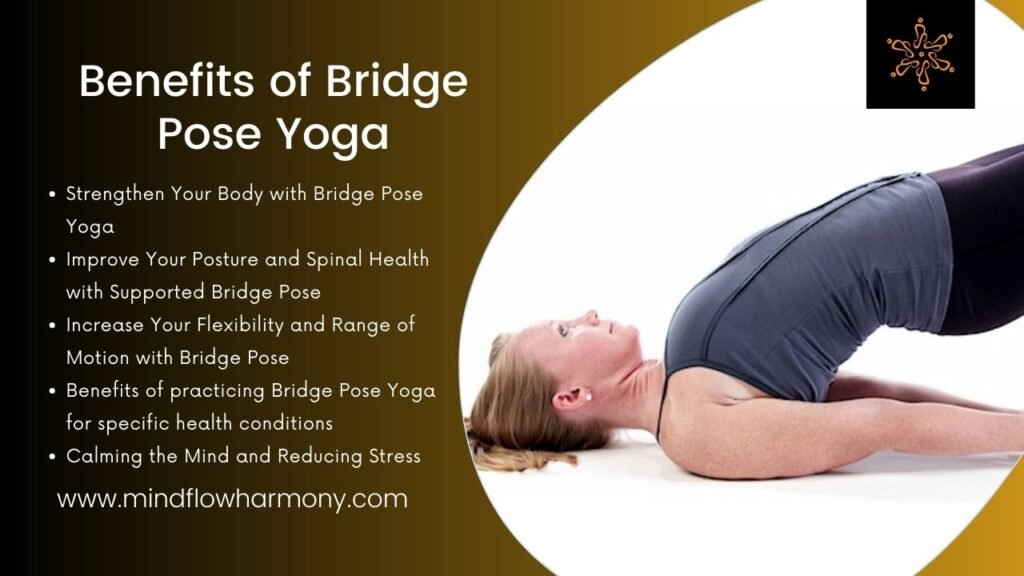 Benefits of Bridge
Pose Yoga
• Strengthen Your Body with Bridge Pose
Yoga
• Improve Your Posture and Spinal Health
with Supported Bridge Pose
• Increase Your Flexibility and Range of
Motion with Bridge Pose
• Benefits of practicing Bridge Pose Yoga
for specific health conditions
• Calming the Mind and Reducing Stress
www.mindflowharmony.com